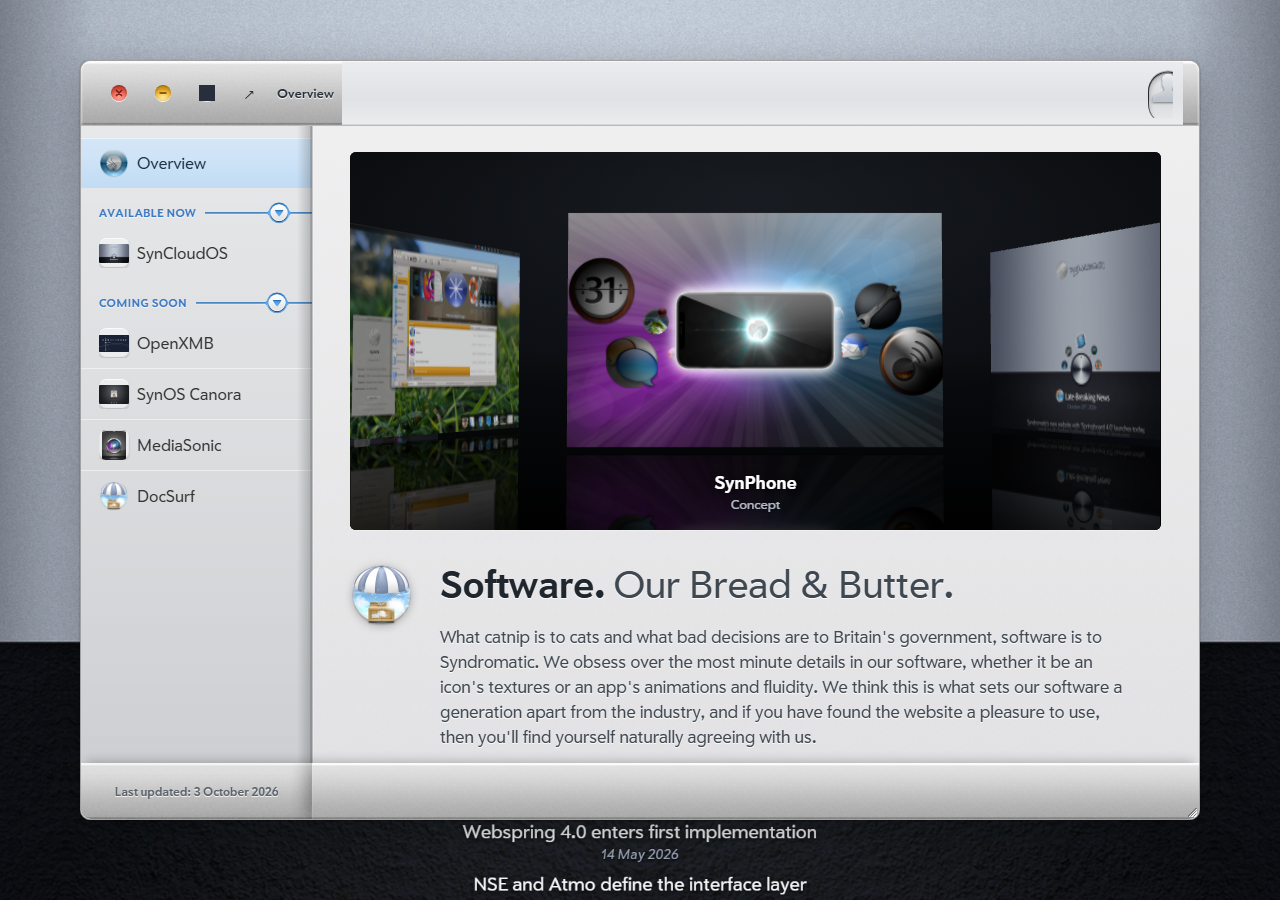 Overview
Overview
AVAILABLE NOW
SynCloudOS
COMING SOON
OpenXMB
SynOS Canora
MediaSonic
DocSurf
31
Late-Breaking News
SynPhone
Concept
Software. Our Bread & Butter.
What catnip is to cats and what bad decisions are to Britain's government, software is to
Syndromatic. We obsess over the most minute details in our software, whether it be an
icon's textures or an app's animations and fluidity. We think this is what sets our software a
generation apart from the industry, and if you have found the website a pleasure to use,
then you'll find yourself naturally agreeing with us.
Last updated: 3 October 2026
Webspring 4.0 enters first implementation
14 May 2026
NSE and Atmo define the interface layer